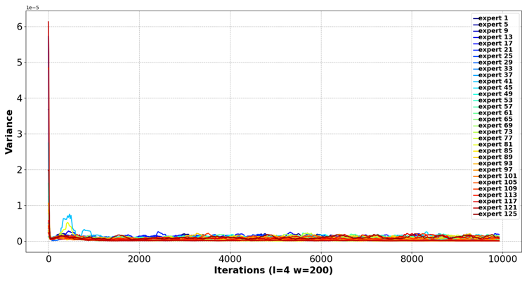 1e−5
6
5
4
3
2
1
0
Variance
0
2000
4000
6000
8000
10000
Iterations (l=4 w=200)
expert 1
expert 5
expert 9
expert 13
expert 17
expert 21
expert 25
expert 29
expert 33
expert 37
expert 41
expert 45
expert 49
expert 53
expert 57
expert 61
expert 65
expert 69
expert 73
expert 77
expert 81
expert 85
expert 89
expert 93
expert 97
expert 101
expert 105
expert 109
expert 113
expert 117
expert 121
expert 125